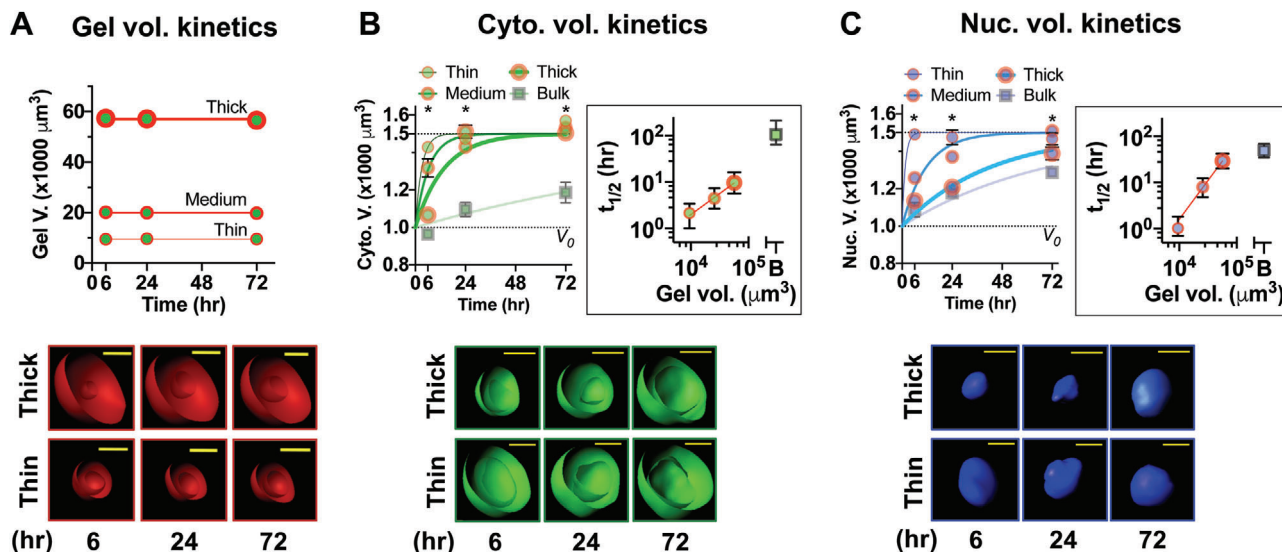 A Gel vol. kinetics
Gel V. (x1000 μm³)
60
40
20
0
Thick
Medium
Thin
0 6 24 48 72
Time (hr)
B Cyto. vol. kinetics
Thin Thick
Medium Bulk
* * *
Cyto. V. (x1000 μm³)
1.6
1.5
1.2
1.0
0.8
V₀
0 6 24 48 72
Time (hr)
t1/2 (hr)
10²
10¹
10⁰
10⁴ 10⁵ B
Gel vol. (μm³)
C Nuc. vol. kinetics
Thin Thick
Medium Bulk
* * *
Nuc. V. (x1000 μm³)
1.6
1.5
1.2
1.0
0.8
V₀
0 6 24 48 72
Time (hr)
t1/2 (hr)
10²
10¹
10⁰
10⁴ 10⁵ B
Gel vol. (μm³)
Thick
Thin
(hr) 6 24 72
Thick
Thin
(hr) 6 24 72
Thick
Thin
(hr) 6 24 72